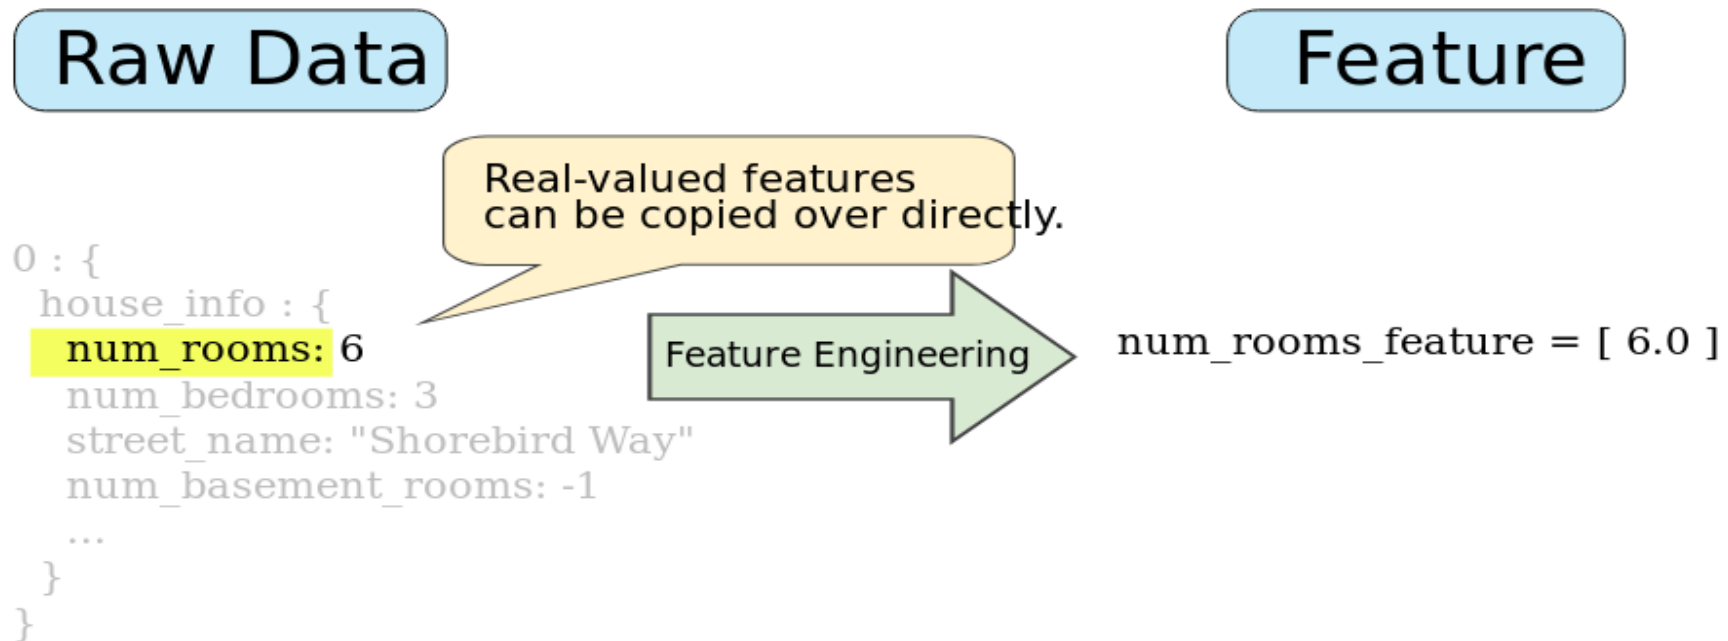 Raw Data
Feature
Real-valued features
can be copied over directly.
0 : {
house_info : {
num_rooms: 6
num_bedrooms: 3
street_name: "Shorebird Way"
num_basement_rooms: -1
...
}
}
Feature Engineering
num_rooms_feature = [ 6.0 ]